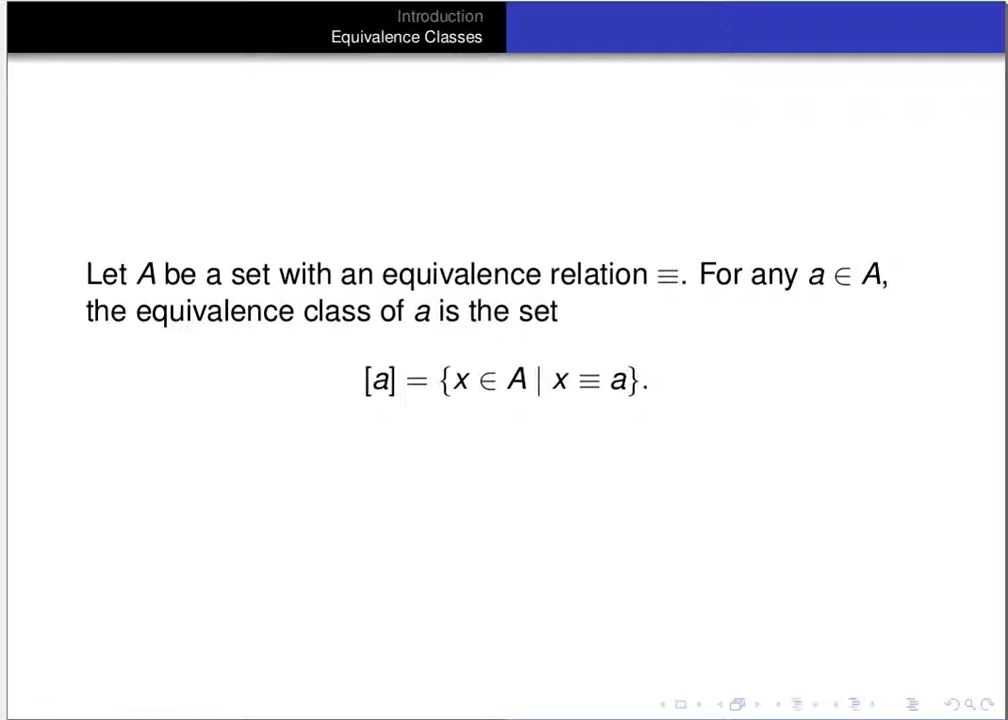 Introduction
Equivalence Classes
Let A be a set with an equivalence relation ≡. For any a ∈ A,
the equivalence class of a is the set
[a] = {x ∈ A | x ≡ a}.